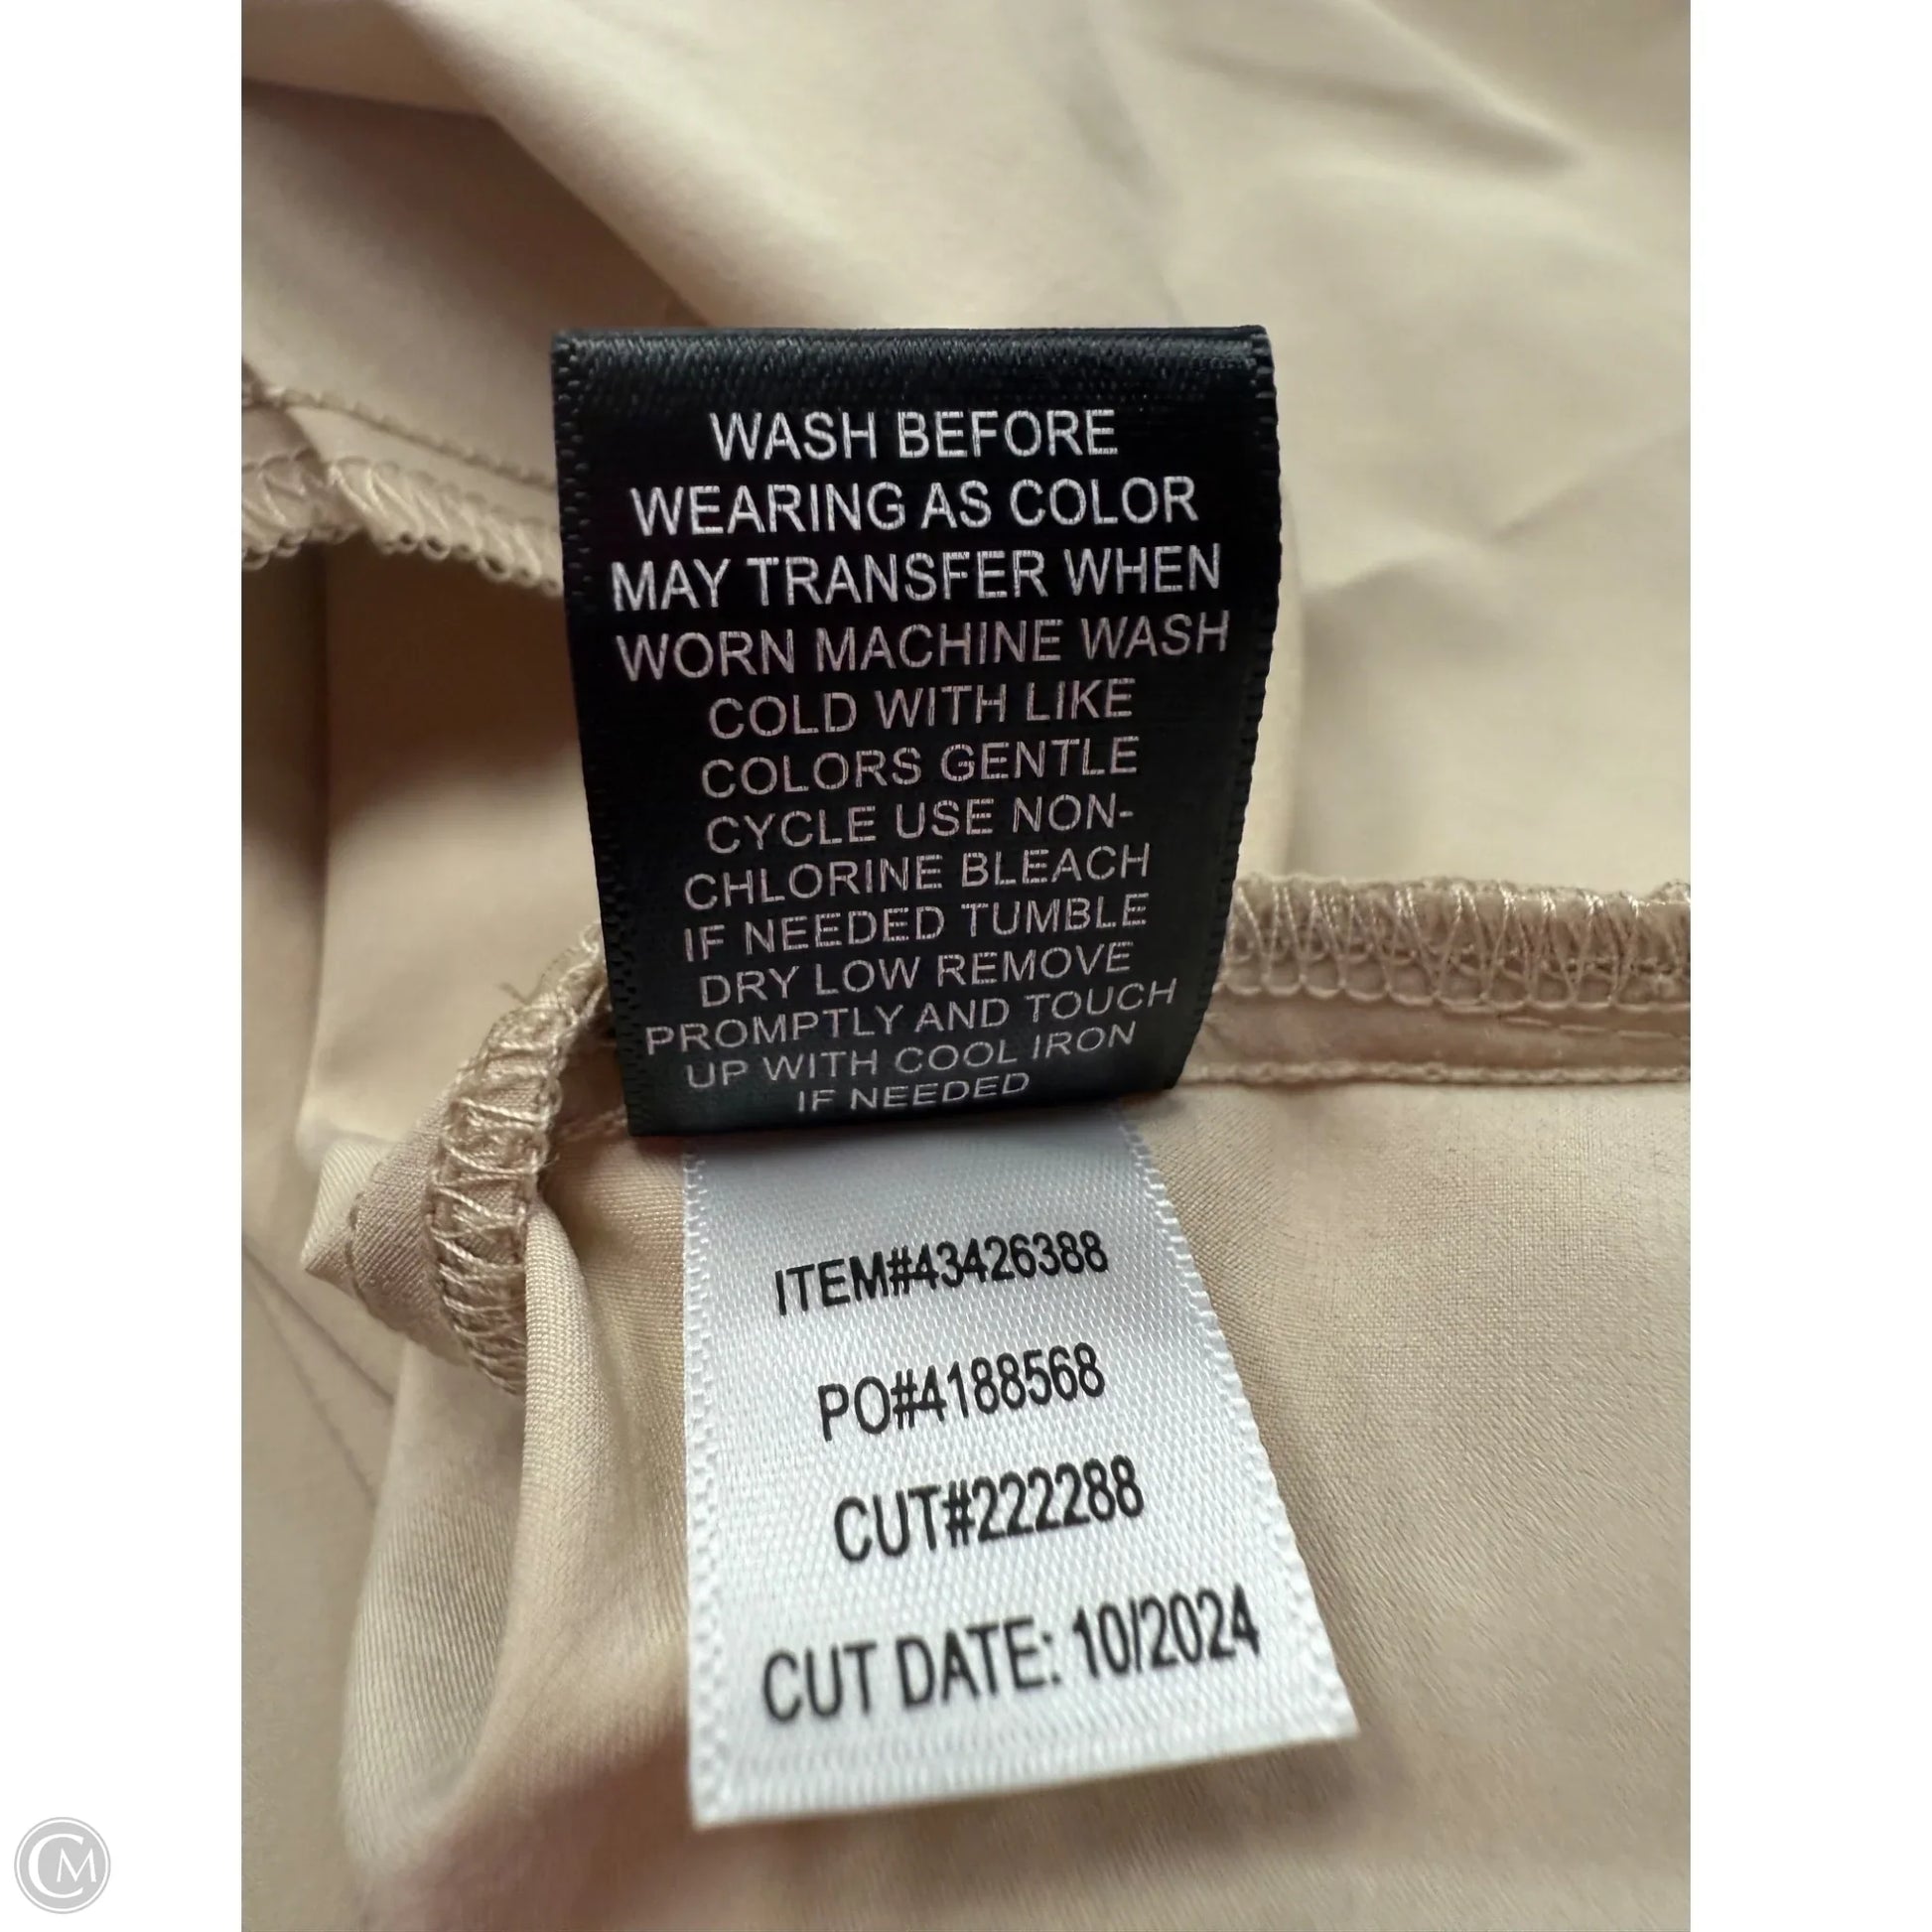 WASH BEFORE
WEARING AS COLOR
MAY TRANSFER WHEN
WORN MACHINE WASH
COLD WITH LIKE
COLORS GENTLE
CYCLE USE NON-
CHLORINE BLEACH
IF NEEDED TUMBLE
DRY LOW REMOVE
PROMPTLY AND TOUCH
UP WITH COOL IRON
IF NEEDED
ITEM#43426388
PO#4188568
CUT#222288
CUT DATE: 10/2024
CM